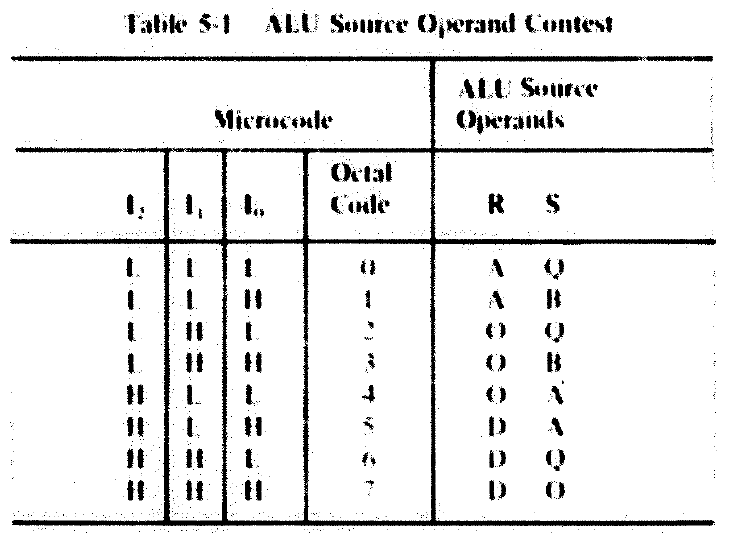 Table 5-1 ALU Source Operand Contest
Microcode
ALU Source
Operands
I₂ I₁ I₀ Octal Code R S
L L L 0 A Q
L L H 1 A B
L H L 2 O Q
L H H 3 O B
H L L 4 O A
H L H 5 D A
H H L 6 D Q
H H H 7 D O